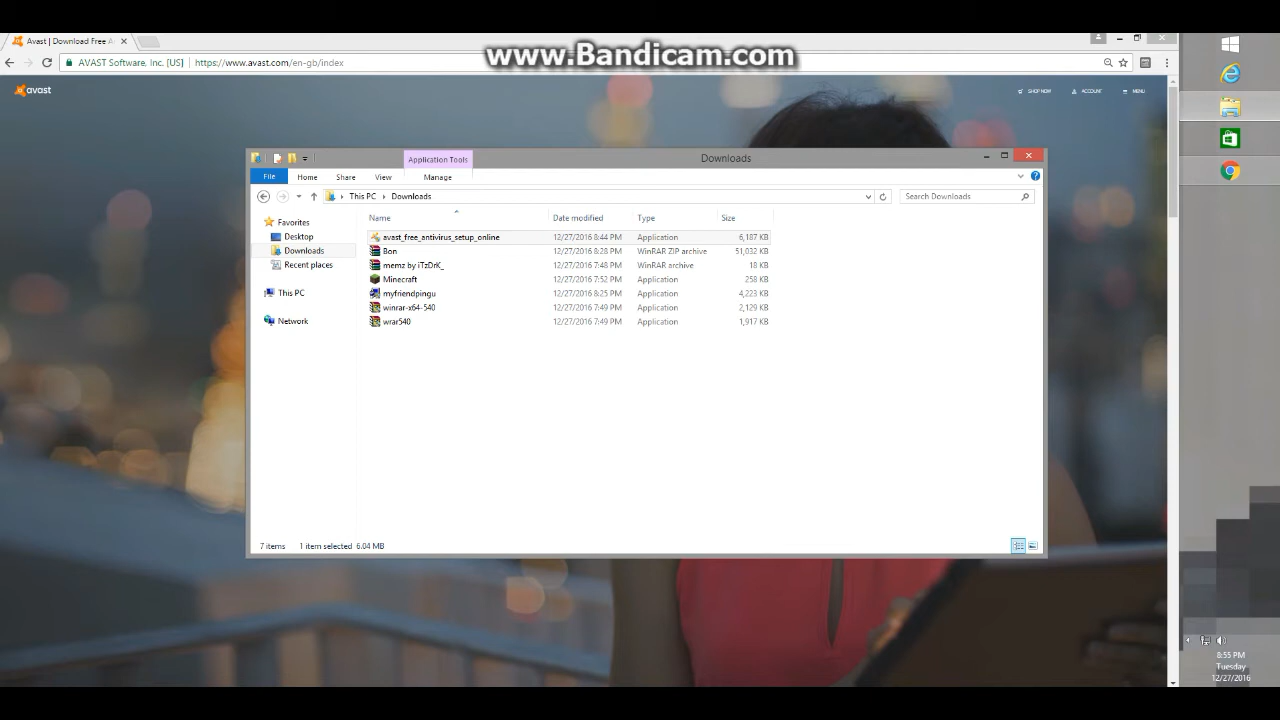 www.Bandicam.com
Avast | Download Free A
AVAST Software, Inc. [US] https://www.avast.com/en-gb/index
avast
SHOP NOW ACCOUNT MENU
Application Tools Downloads
File Home Share View Manage
This PC Downloads Search Downloads
Favorites
Desktop
Downloads
Recent places
This PC
Network
Name Date modified Type Size
avast_free_antivirus_setup_online 12/27/2016 8:44 PM Application 6,187 KB
Bon 12/27/2016 8:28 PM WinRAR ZIP archive 51,032 KB
memz by iTzDrK_ 12/27/2016 7:48 PM WinRAR archive 18 KB
Minecraft 12/27/2016 7:52 PM Application 258 KB
myfriendpingu 12/27/2016 8:25 PM Application 4,223 KB
winrar-x64-540 12/27/2016 7:49 PM Application 2,129 KB
wrar540 12/27/2016 7:49 PM Application 1,917 KB
7 items 1 item selected 6.04 MB
8:55 PM
Tuesday
12/27/2016